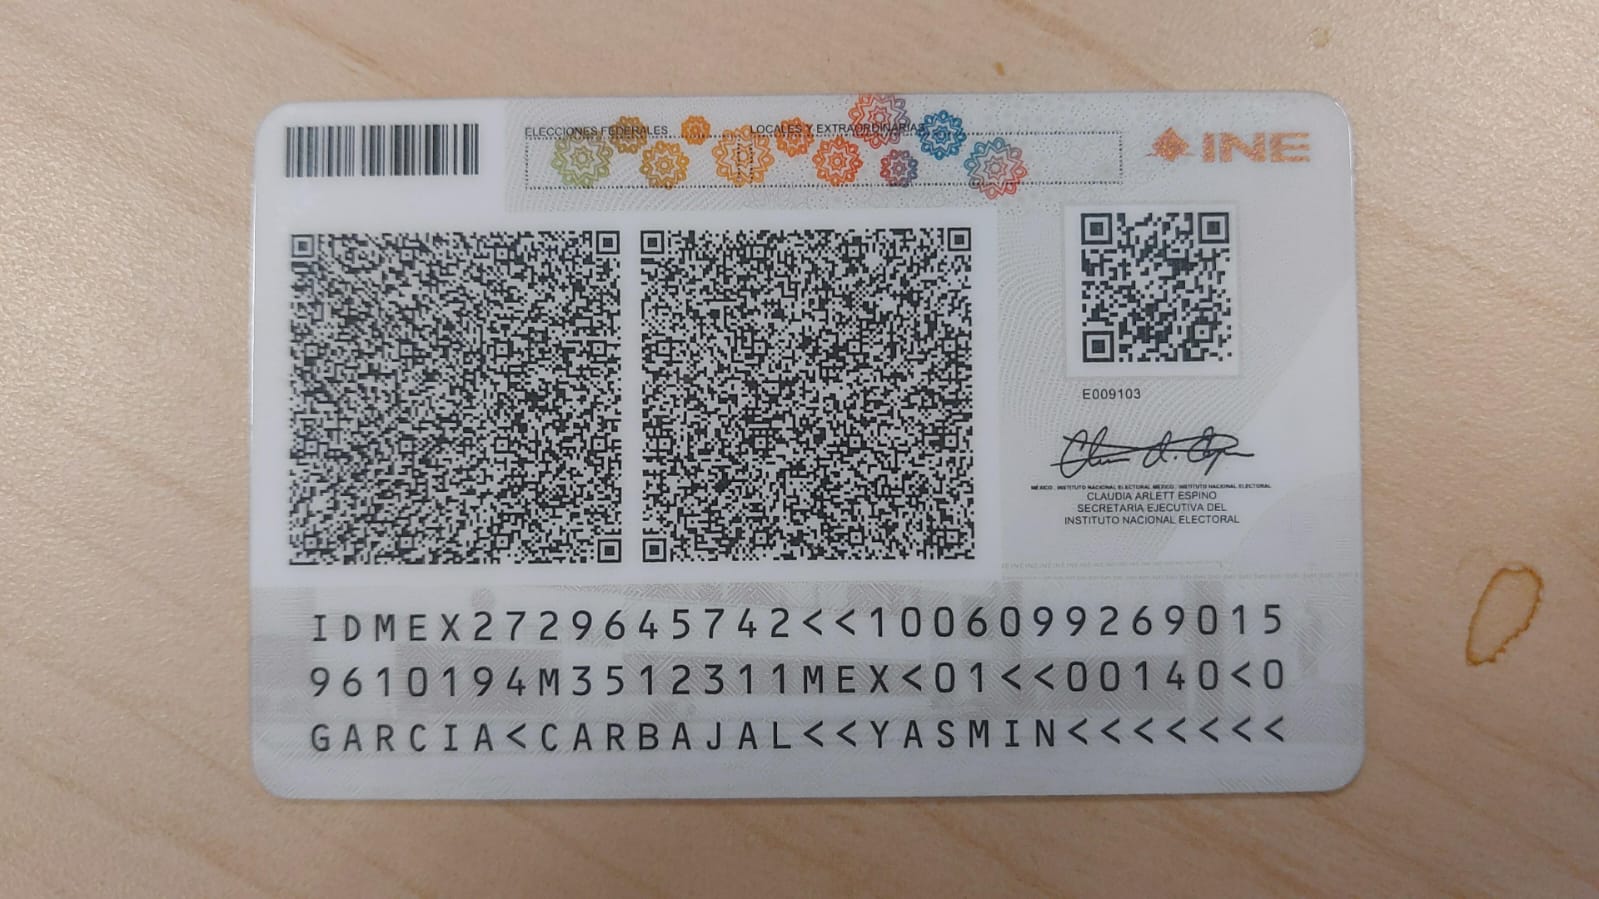 ELECCIONES FEDERALES LOCALES Y EXTRAORDINARIAS
INE
E009103
MÉXICO . INSTITUTO NACIONAL ELECTORAL MÉXICO . INSTITUTO NACIONAL ELECTORAL
CLAUDIA ARLETT ESPINO
SECRETARIA EJECUTIVA DEL
INSTITUTO NACIONAL ELECTORAL
IDMEX2729645742<<1006099269015
9610194M3512311MEX<01<<00140<0
GARCIA<CARBAJAL<<YASMIN<<<<<<<